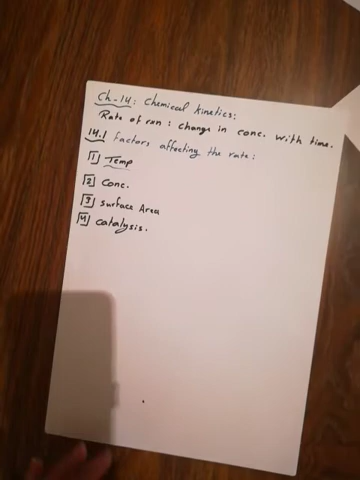 Ch-14: Chemical kinetics:
Rate of rxn: change in conc. with time.
14.1 factors affecting the rate:
1 Temp
2 Conc.
3 surface Area
4 catalysis.